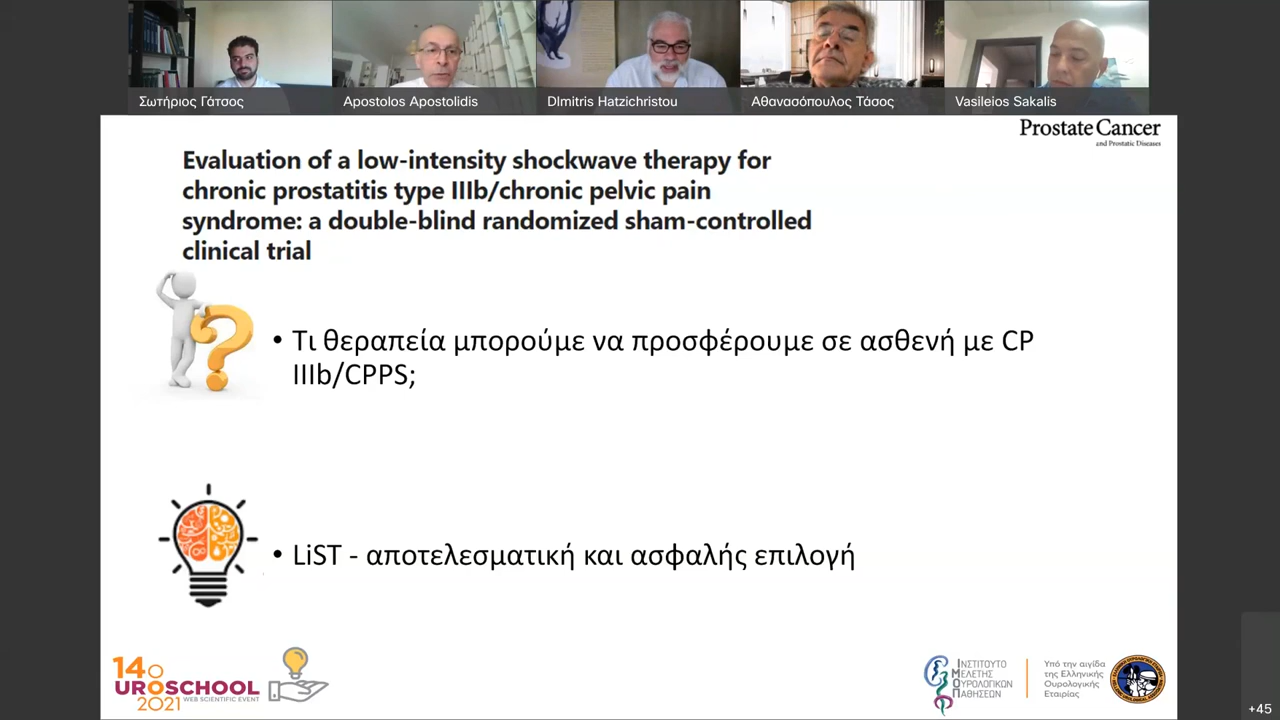 Σωτήριος Γάτσος
Apostolos Apostolidis
DImitris Hatzichristou
Αθανασόπουλος Τάσος
Vasileios Sakalis
Prostate Cancer
and Prostatic Diseases
Evaluation of a low-intensity shockwave therapy for
chronic prostatitis type IIIb/chronic pelvic pain
syndrome: a double-blind randomized sham-controlled
clinical trial
• Τι θεραπεία μπορούμε να προσφέρουμε σε ασθενή με CP
IIIb/CPPS;
• LiST - αποτελεσματική και ασφαλής επιλογή
14ο
UROSCHOOL
2021 WEB SCIENTIFIC EVENT
ΙΝΣΤΙΤΟΥΤΟ
ΜΕΛΕΤΗΣ
ΟΥΡΟΛΟΓΙΚΩΝ
ΠΑΘΗΣΕΩΝ
Υπό την αιγίδα
της Ελληνικής
Ουρολογικής
Εταιρίας
+45